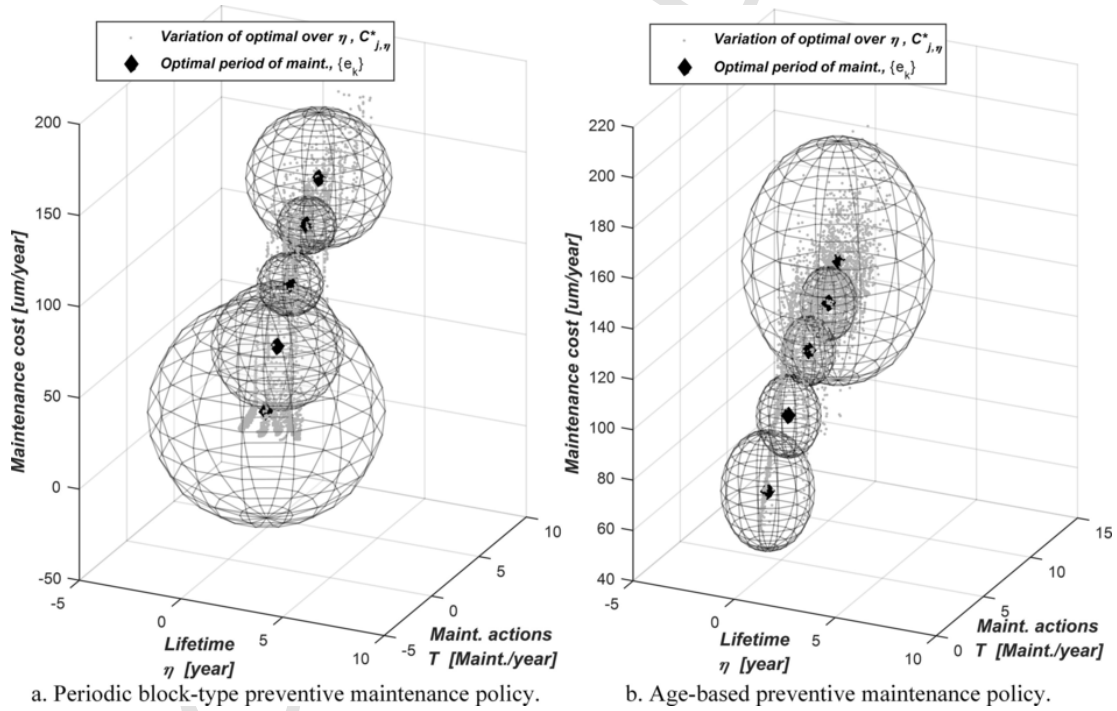 Variation of optimal over η , C*j,η
Optimal period of maint., {ek}
200
150
100
50
0
-50
Maintenance cost [um/year]
-5
0
5
10
Lifetime
η [year]
-5
0
5
10
Maint. actions
T [Maint./year]
a. Periodic block-type preventive maintenance policy.
Variation of optimal over η , C*j,η
Optimal period of maint., {ek}
220
200
180
160
140
120
100
80
60
40
Maintenance cost [um/year]
-5
0
5
10
Lifetime
η [year]
0
5
10
15
Maint. actions
T [Maint./year]
b. Age-based preventive maintenance policy.